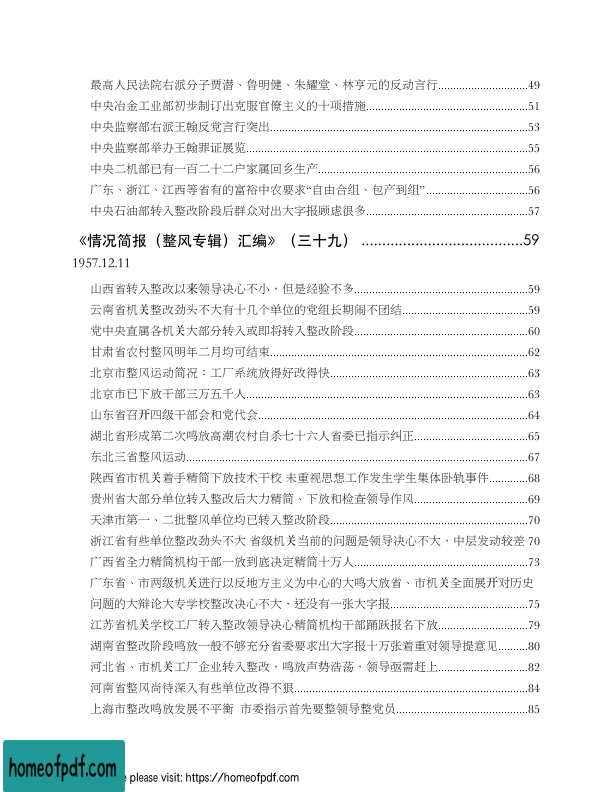 最高人民法院右派分子贾潜、鲁明健、朱耀堂、林亨元的反动言行..............................49
中央冶金工业部初步制订出克服官僚主义的十项措施......................................................51
中央监察部右派王翰反党言行突出......................................................................................53
中央监察部举办王翰罪证展览..............................................................................................55
中央二机部已有一百二十二户家属回乡生产......................................................................56
广东、浙江、江西等省有的富裕中农要求“自由合组、包产到组”......................................56
中央石油部转入整改阶段后群众对出大字报顾虑很多......................................................57
《情况简报（整风专辑）汇编》（三十九） .......................................59
1957.12.11
山西省转入整改以来领导决心不小，但是经验不多..........................................................59
云南省机关整改劲头不大有十几个单位的党组长期闹不团结..........................................59
党中央直属各机关大部分转入或即将转入整改阶段..........................................................60
甘肃省农村整风明年二月均可结束......................................................................................62
北京市整风运动简况：工厂系统放得好改得快..................................................................63
北京市已下放干部三万五千人..............................................................................................63
山东省召开四级干部会和党代会..........................................................................................64
湖北省形成第二次鸣放高潮农村自杀七十六人省委已指示纠正......................................65
东北三省整风运动..................................................................................................................67
陕西省市机关着手精简下放技术干校 未重视思想工作发生学生集体卧轨事件.............68
贵州省大部分单位转入整改后大力精简、下放和检查领导作风......................................69
天津市第一、二批整风单位均已转入整改阶段..................................................................70
浙江省有些单位整改劲头不大 省级机关当前的问题是领导决心不大，中层发动较差 70
广西省全力精简机构干部一放到底决定精简十万人..........................................................73
广东省、市两级机关进行以反地方主义为中心的大鸣大放省、市机关全面展开对历史
问题的大辩论大专学校整改决心不大，还没有一张大字报..............................................75
江苏省机关学校工厂转入整改领导决心精简机构干部踊跃报名下放..............................79
湖南省整改阶段鸣放一般不够充分省委要求出大字报十万张着重对领导提意见..........80
河北省、市机关工厂企业转入整改，鸣放声势浩荡，领导亟需赶上..............................82
河南省整风尚待深入有些单位改得不狠..............................................................................84
上海市整改鸣放发展不平衡 市委指示首先要整领导整党员...........................................85
homeofpdf.com
e please visit: https://homeofpdf.com